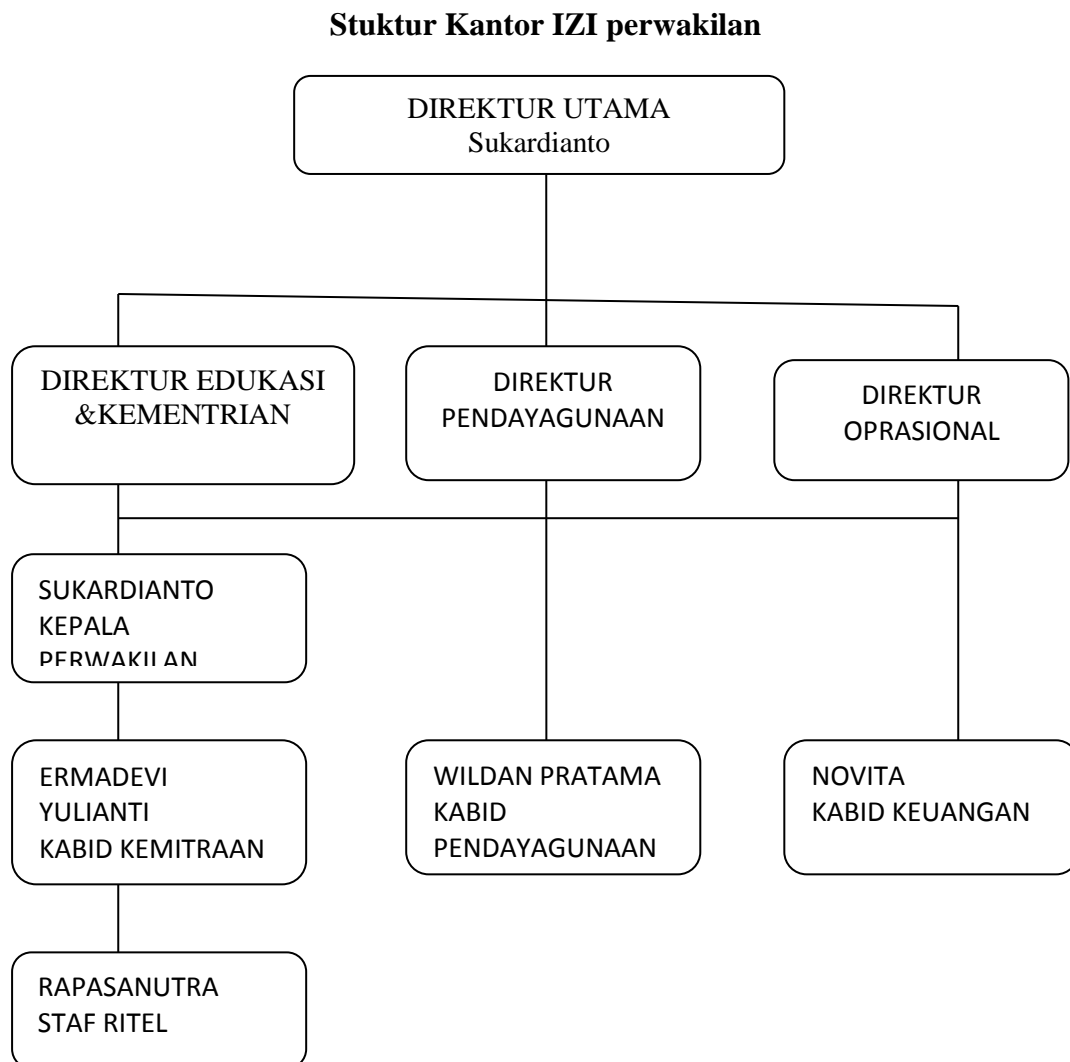 Stuktur Kantor IZI perwakilan
DIREKTUR UTAMA
Sukardianto
DIREKTUR EDUKASI
&KEMENTRIAN
DIREKTUR
PENDAYAGUNAAN
DIREKTUR
OPRASIONAL
SUKARDIANTO
KEPALA
PERWAKILAN
ERMADEVI
YULIANTI
KABID KEMITRAAN
WILDAN PRATAMA
KABID
PENDAYAGUNAAN
NOVITA
KABID KEUANGAN
RAPASANUTRA
STAF RITEL